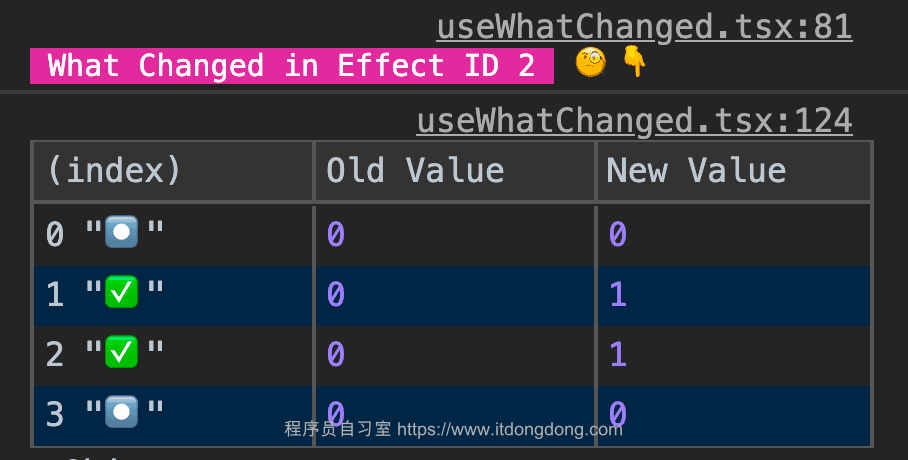 useWhatChanged.tsx:81
What Changed in Effect ID 2 🧐 👇
useWhatChanged.tsx:124
(index) Old Value New Value
0 "⏺" 0 0
1 "✅" 0 1
2 "✅" 0 1
3 "⏺" 0 0
程序员自习室 https://www.itdongdong.com